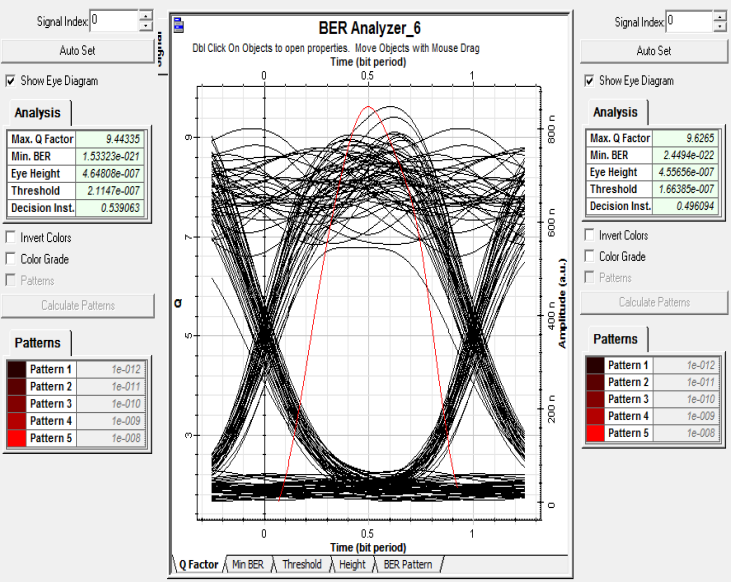 Signal Index: 0
Auto Set
Show Eye Diagram
Analysis
Max. Q Factor 9.44335
Min. BER 1.53323e-021
Eye Height 4.64808e-007
Threshold 2.1147e-007
Decision Inst. 0.539063
Invert Colors
Color Grade
Patterns
Calculate Patterns
Patterns
Pattern 1 1e-012
Pattern 2 1e-011
Pattern 3 1e-010
Pattern 4 1e-009
Pattern 5 1e-008
BER Analyzer_6
Dbl Click On Objects to open properties. Move Objects with Mouse Drag
Time (bit period)
0 0.5 1
9
7
5
3
Q
800 n
600 n
400 n
200 n
0
Amplitude (a.u.)
0 0.5 1
Time (bit period)
Q Factor Min BER Threshold Height BER Pattern
Signal Index: 0
Auto Set
Show Eye Diagram
Analysis
Max. Q Factor 9.6265
Min. BER 2.4494e-022
Eye Height 4.55656e-007
Threshold 1.66385e-007
Decision Inst. 0.496094
Invert Colors
Color Grade
Patterns
Calculate Patterns
Patterns
Pattern 1 1e-012
Pattern 2 1e-011
Pattern 3 1e-010
Pattern 4 1e-009
Pattern 5 1e-008